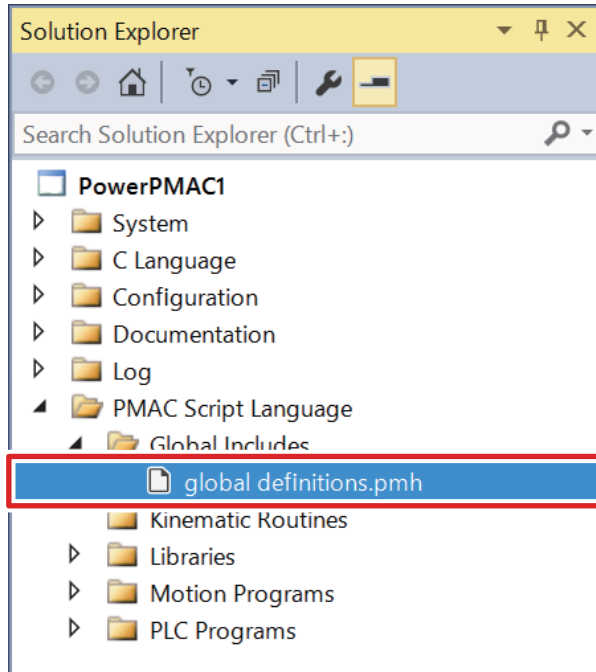 Solution Explorer
Search Solution Explorer (Ctrl+:)
PowerPMAC1
System
C Language
Configuration
Documentation
Log
PMAC Script Language
Global Includes
global definitions.pmh
Kinematic Routines
Libraries
Motion Programs
PLC Programs